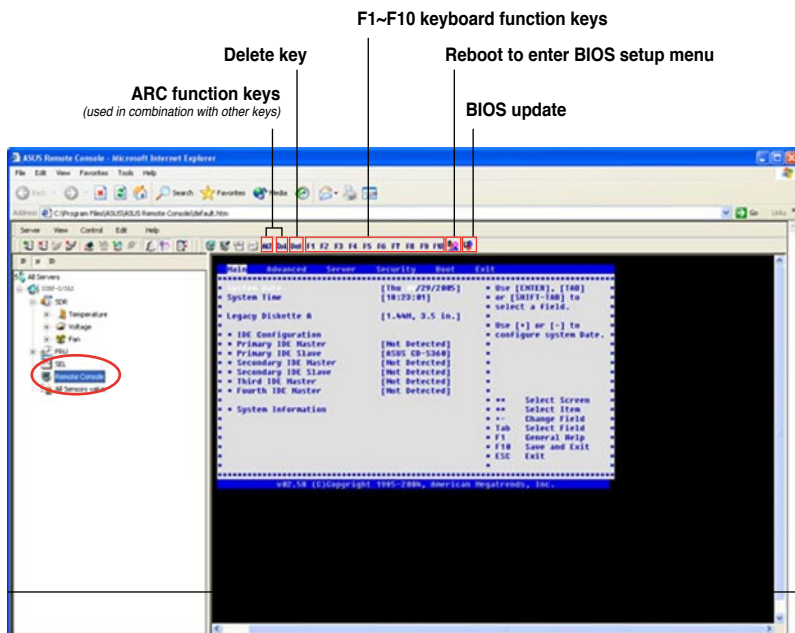 F1~F10 keyboard function keys
Delete key
Reboot to enter BIOS setup menu
ARC function keys
(used in combination with other keys)
BIOS update
ASUS Remote Console - Microsoft Internet Explorer
File Edit View Favorites Tools Help
Back Search Favorites Media
Address C:\Program Files\ASUS\ASUS Remote Console\default.htm Go Links
Server View Control Edit Help
Alt Ctrl Del F1 F2 F3 F4 F5 F6 F7 F8 F9 F10
All Servers
SDR
Temperature
Voltage
Fan
FRU
SEL
Remote Console
All Sensors value
Main Advanced Server Security Boot Exit
System Date [Thu /29/2005]
System Time [10:23:01]
Legacy Diskette A [1.44M, 3.5 in.]
IDE Configuration
Primary IDE Master [Not Detected]
Primary IDE Slave [ASUS CD-S360]
Secondary IDE Master [Not Detected]
Secondary IDE Slave [Not Detected]
Third IDE Master [Not Detected]
Fourth IDE Master [Not Detected]
System Information
Use [ENTER], [TAB]
or [SHIFT-TAB] to
select a field.
Use [+] or [-] to
configure system Date.
Select Screen
Select Item
+- Change Field
Tab Select Field
F1 General Help
F10 Save and Exit
ESC Exit
v02.58 (C)Copyright 1985-2004, American Megatrends, Inc.